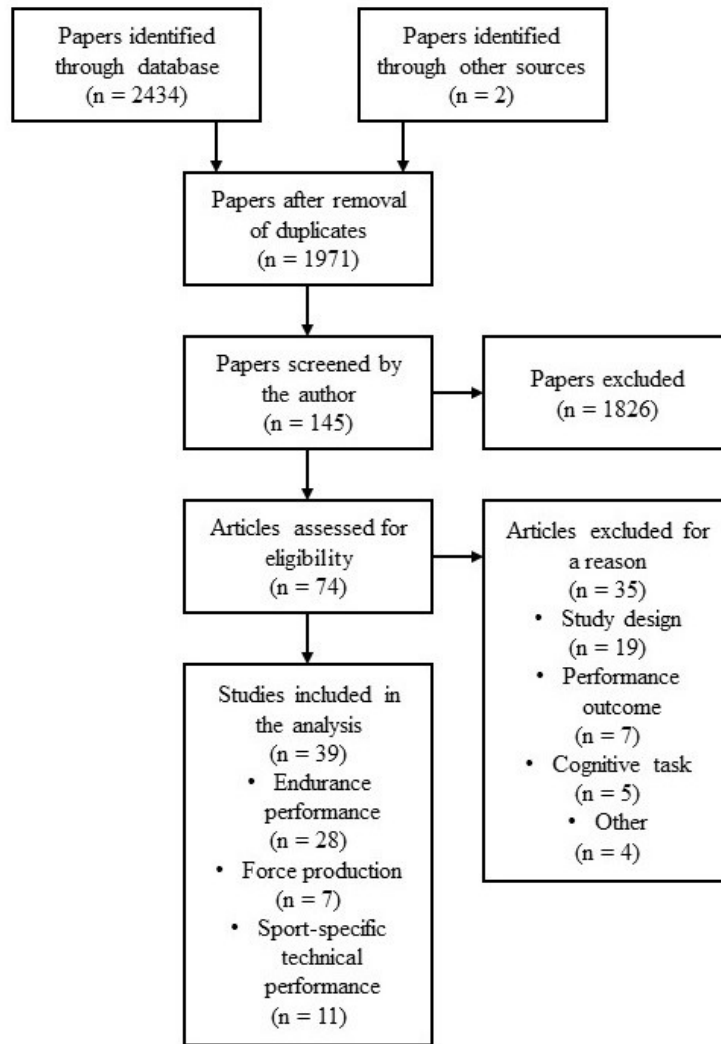 Papers identified
through database
(n = 2434)
Papers identified
through other sources
(n = 2)
Papers after removal
of duplicates
(n = 1971)
Papers screened by
the author
(n = 145)
Papers excluded
(n = 1826)
Articles assessed for
eligibility
(n = 74)
Articles excluded for
a reason
(n = 35)
• Study design
(n = 19)
• Performance
outcome
(n = 7)
• Cognitive task
(n = 5)
• Other
(n = 4)
Studies included in
the analysis
(n = 39)
• Endurance
performance
(n = 28)
• Force production
(n = 7)
• Sport-specific
technical
performance
(n = 11)